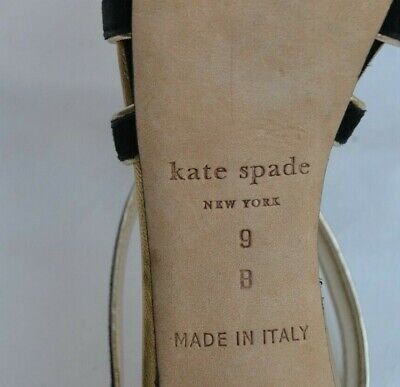 kate spade
NEW YORK
9
B
MADE IN ITALY